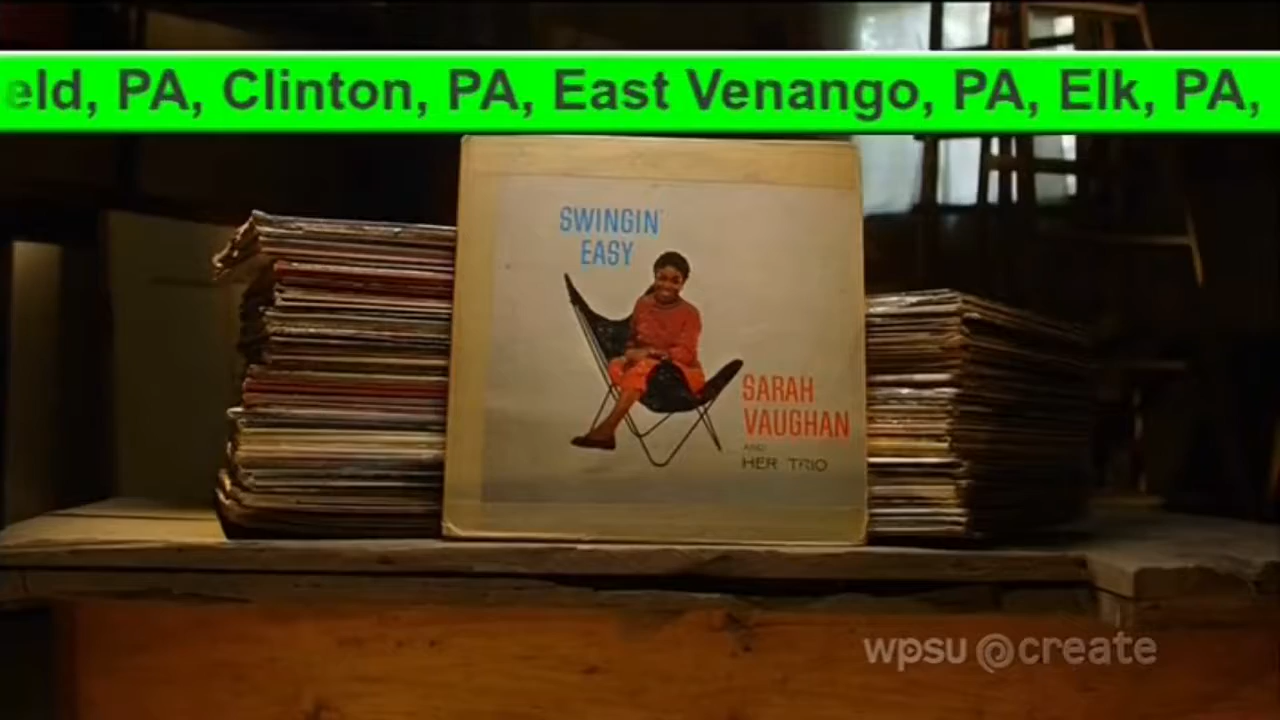 eld, PA, Clinton, PA, East Venango, PA, Elk, PA,
SWINGIN'
EASY
SARAH
VAUGHAN
AND
HER TRIO
wpsu @create